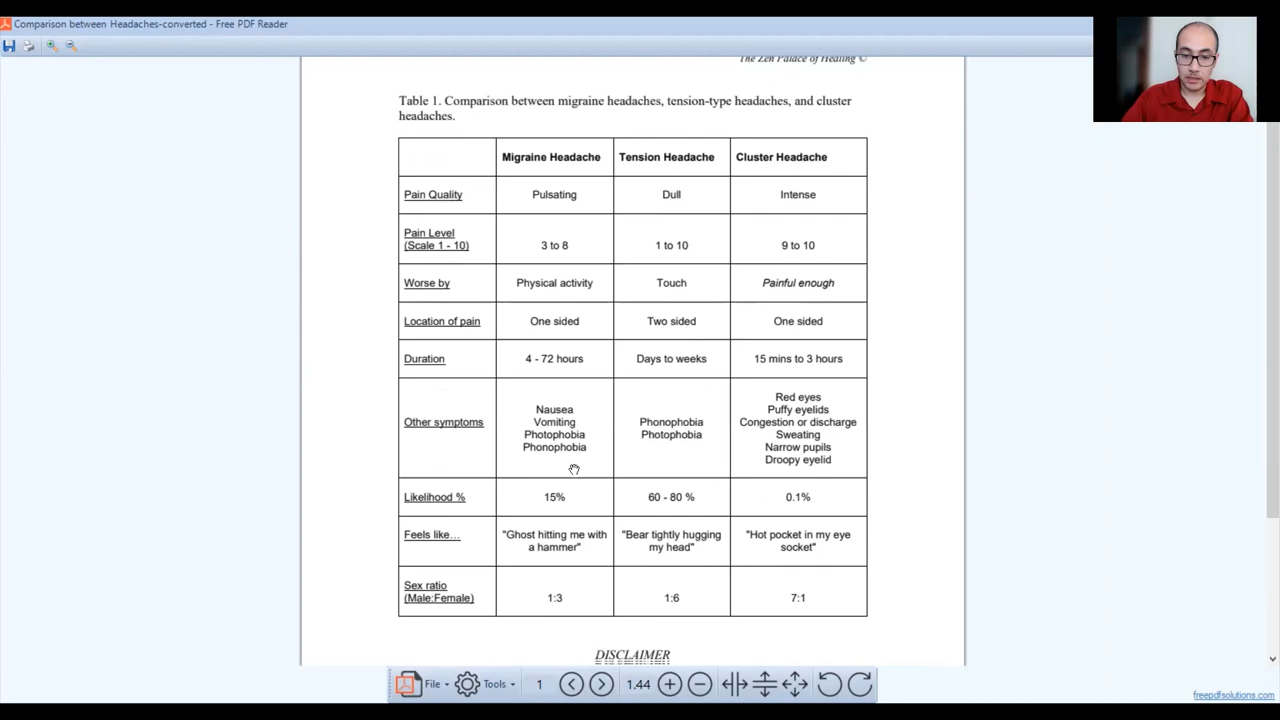 Comparison between Headaches-converted - Free PDF Reader
The Zen Palace of Healing ©
Table 1. Comparison between migraine headaches, tension-type headaches, and cluster
headaches.
Migraine Headache Tension Headache Cluster Headache
Pain Quality Pulsating Dull Intense
Pain Level
(Scale 1 - 10) 3 to 8 1 to 10 9 to 10
Worse by Physical activity Touch Painful enough
Location of pain One sided Two sided One sided
Duration 4 - 72 hours Days to weeks 15 mins to 3 hours
Other symptoms
Nausea
Vomiting
Photophobia
Phonophobia
Phonophobia
Photophobia
Red eyes
Puffy eyelids
Congestion or discharge
Sweating
Narrow pupils
Droopy eyelid
Likelihood % 15% 60 - 80 % 0.1%
Feels like…
"Ghost hitting me with
a hammer"
"Bear tightly hugging
my head"
"Hot pocket in my eye
socket"
Sex ratio
(Male:Female) 1:3 1:6 7:1
DISCLAIMER
File Tools 1 1.44
freepdfsolutions.com